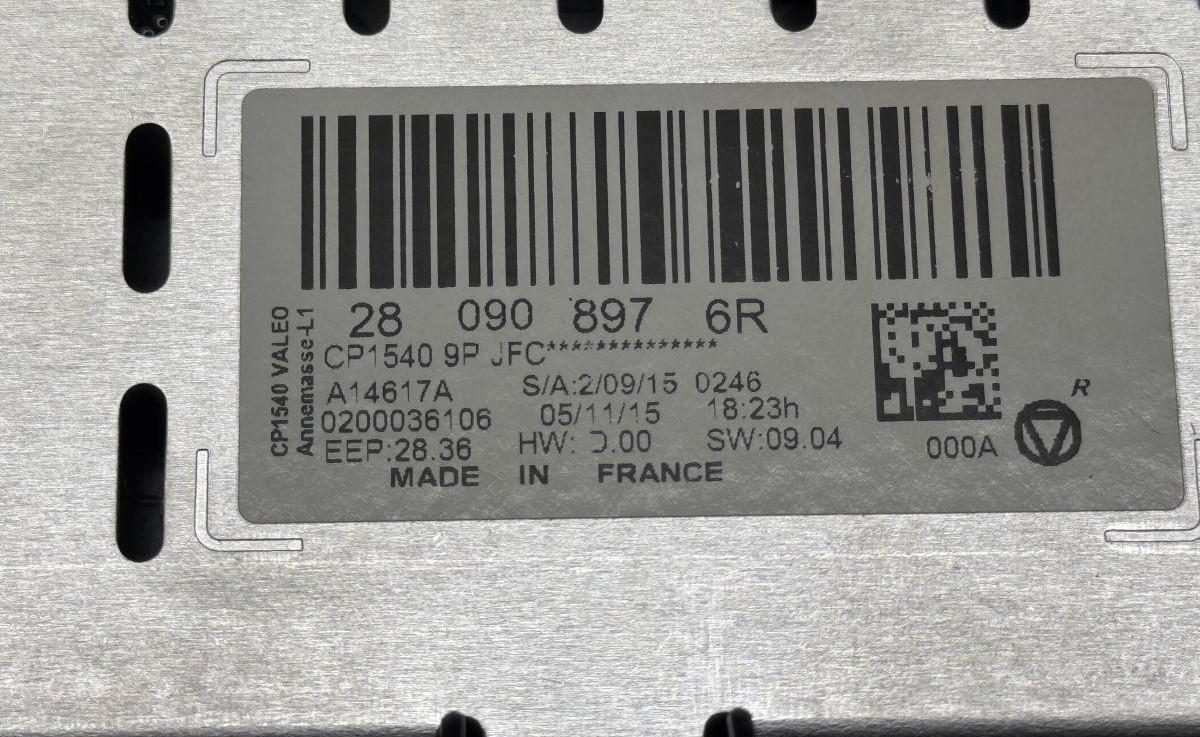 28 090 897 6R
CP1540 9P JFC**************
A14617A S/A:2/09/15 0246
0200036106 05/11/15 18:23h
EEP:28.36 HW: .00 SW:09.04
MADE IN FRANCE
CP1540 VALEO
Annemasse-L1
000A
R